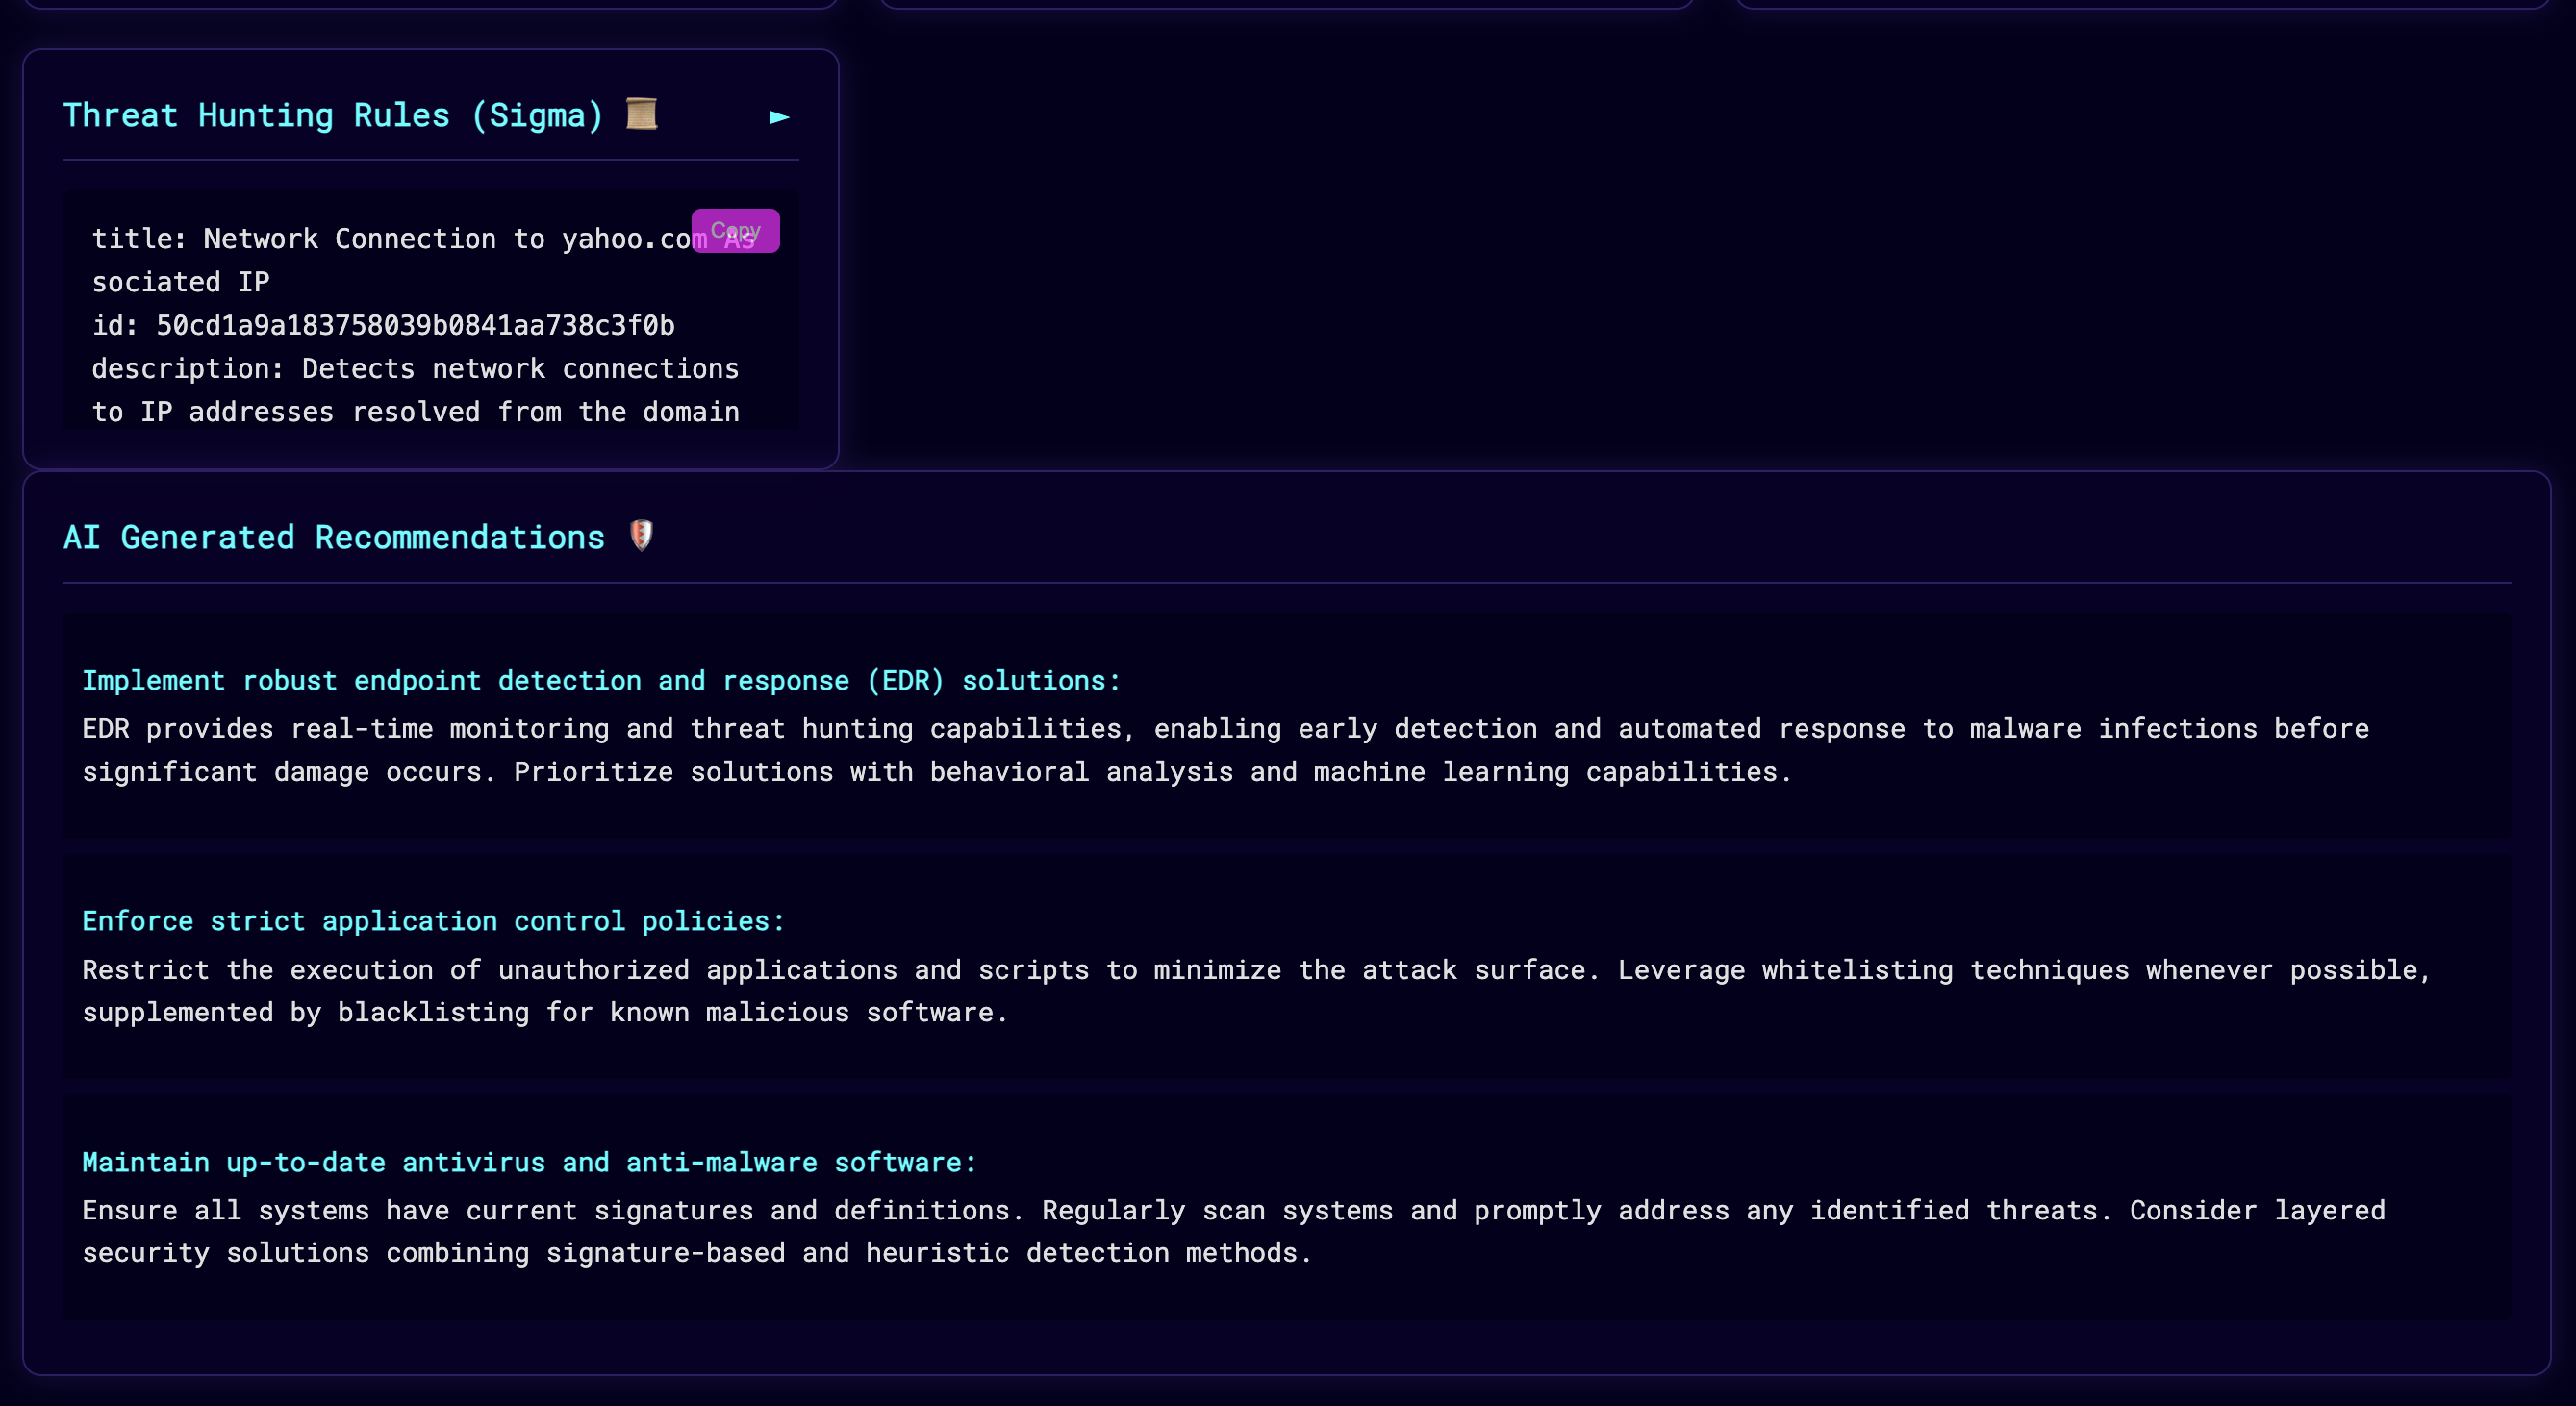 Threat Hunting Rules (Sigma) 📜 ►
Copy
title: Network Connection to yahoo.com As
sociated IP
id: 50cd1a9a183758039b0841aa738c3f0b
description: Detects network connections
to IP addresses resolved from the domain
AI Generated Recommendations 🛡️
Implement robust endpoint detection and response (EDR) solutions:
EDR provides real-time monitoring and threat hunting capabilities, enabling early detection and automated response to malware infections before
significant damage occurs. Prioritize solutions with behavioral analysis and machine learning capabilities.
Enforce strict application control policies:
Restrict the execution of unauthorized applications and scripts to minimize the attack surface. Leverage whitelisting techniques whenever possible,
supplemented by blacklisting for known malicious software.
Maintain up-to-date antivirus and anti-malware software:
Ensure all systems have current signatures and definitions. Regularly scan systems and promptly address any identified threats. Consider layered
security solutions combining signature-based and heuristic detection methods.